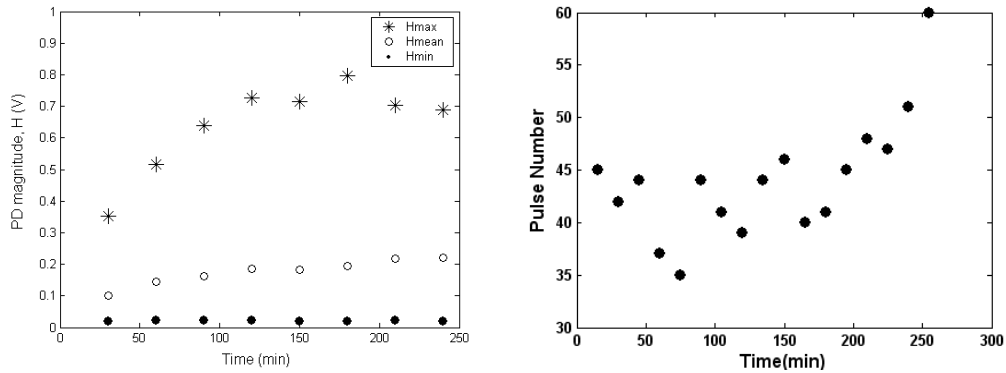 1
0.9
0.8
0.7
0.6
0.5
0.4
0.3
0.2
0.1
0
PD magnitude, H (V)
Hmax
Hmean
Hmin
0 50 100 150 200 250
Time (min)
60
55
50
45
40
35
30
Pulse Number
0 50 100 150 200 250 300
Time(min)